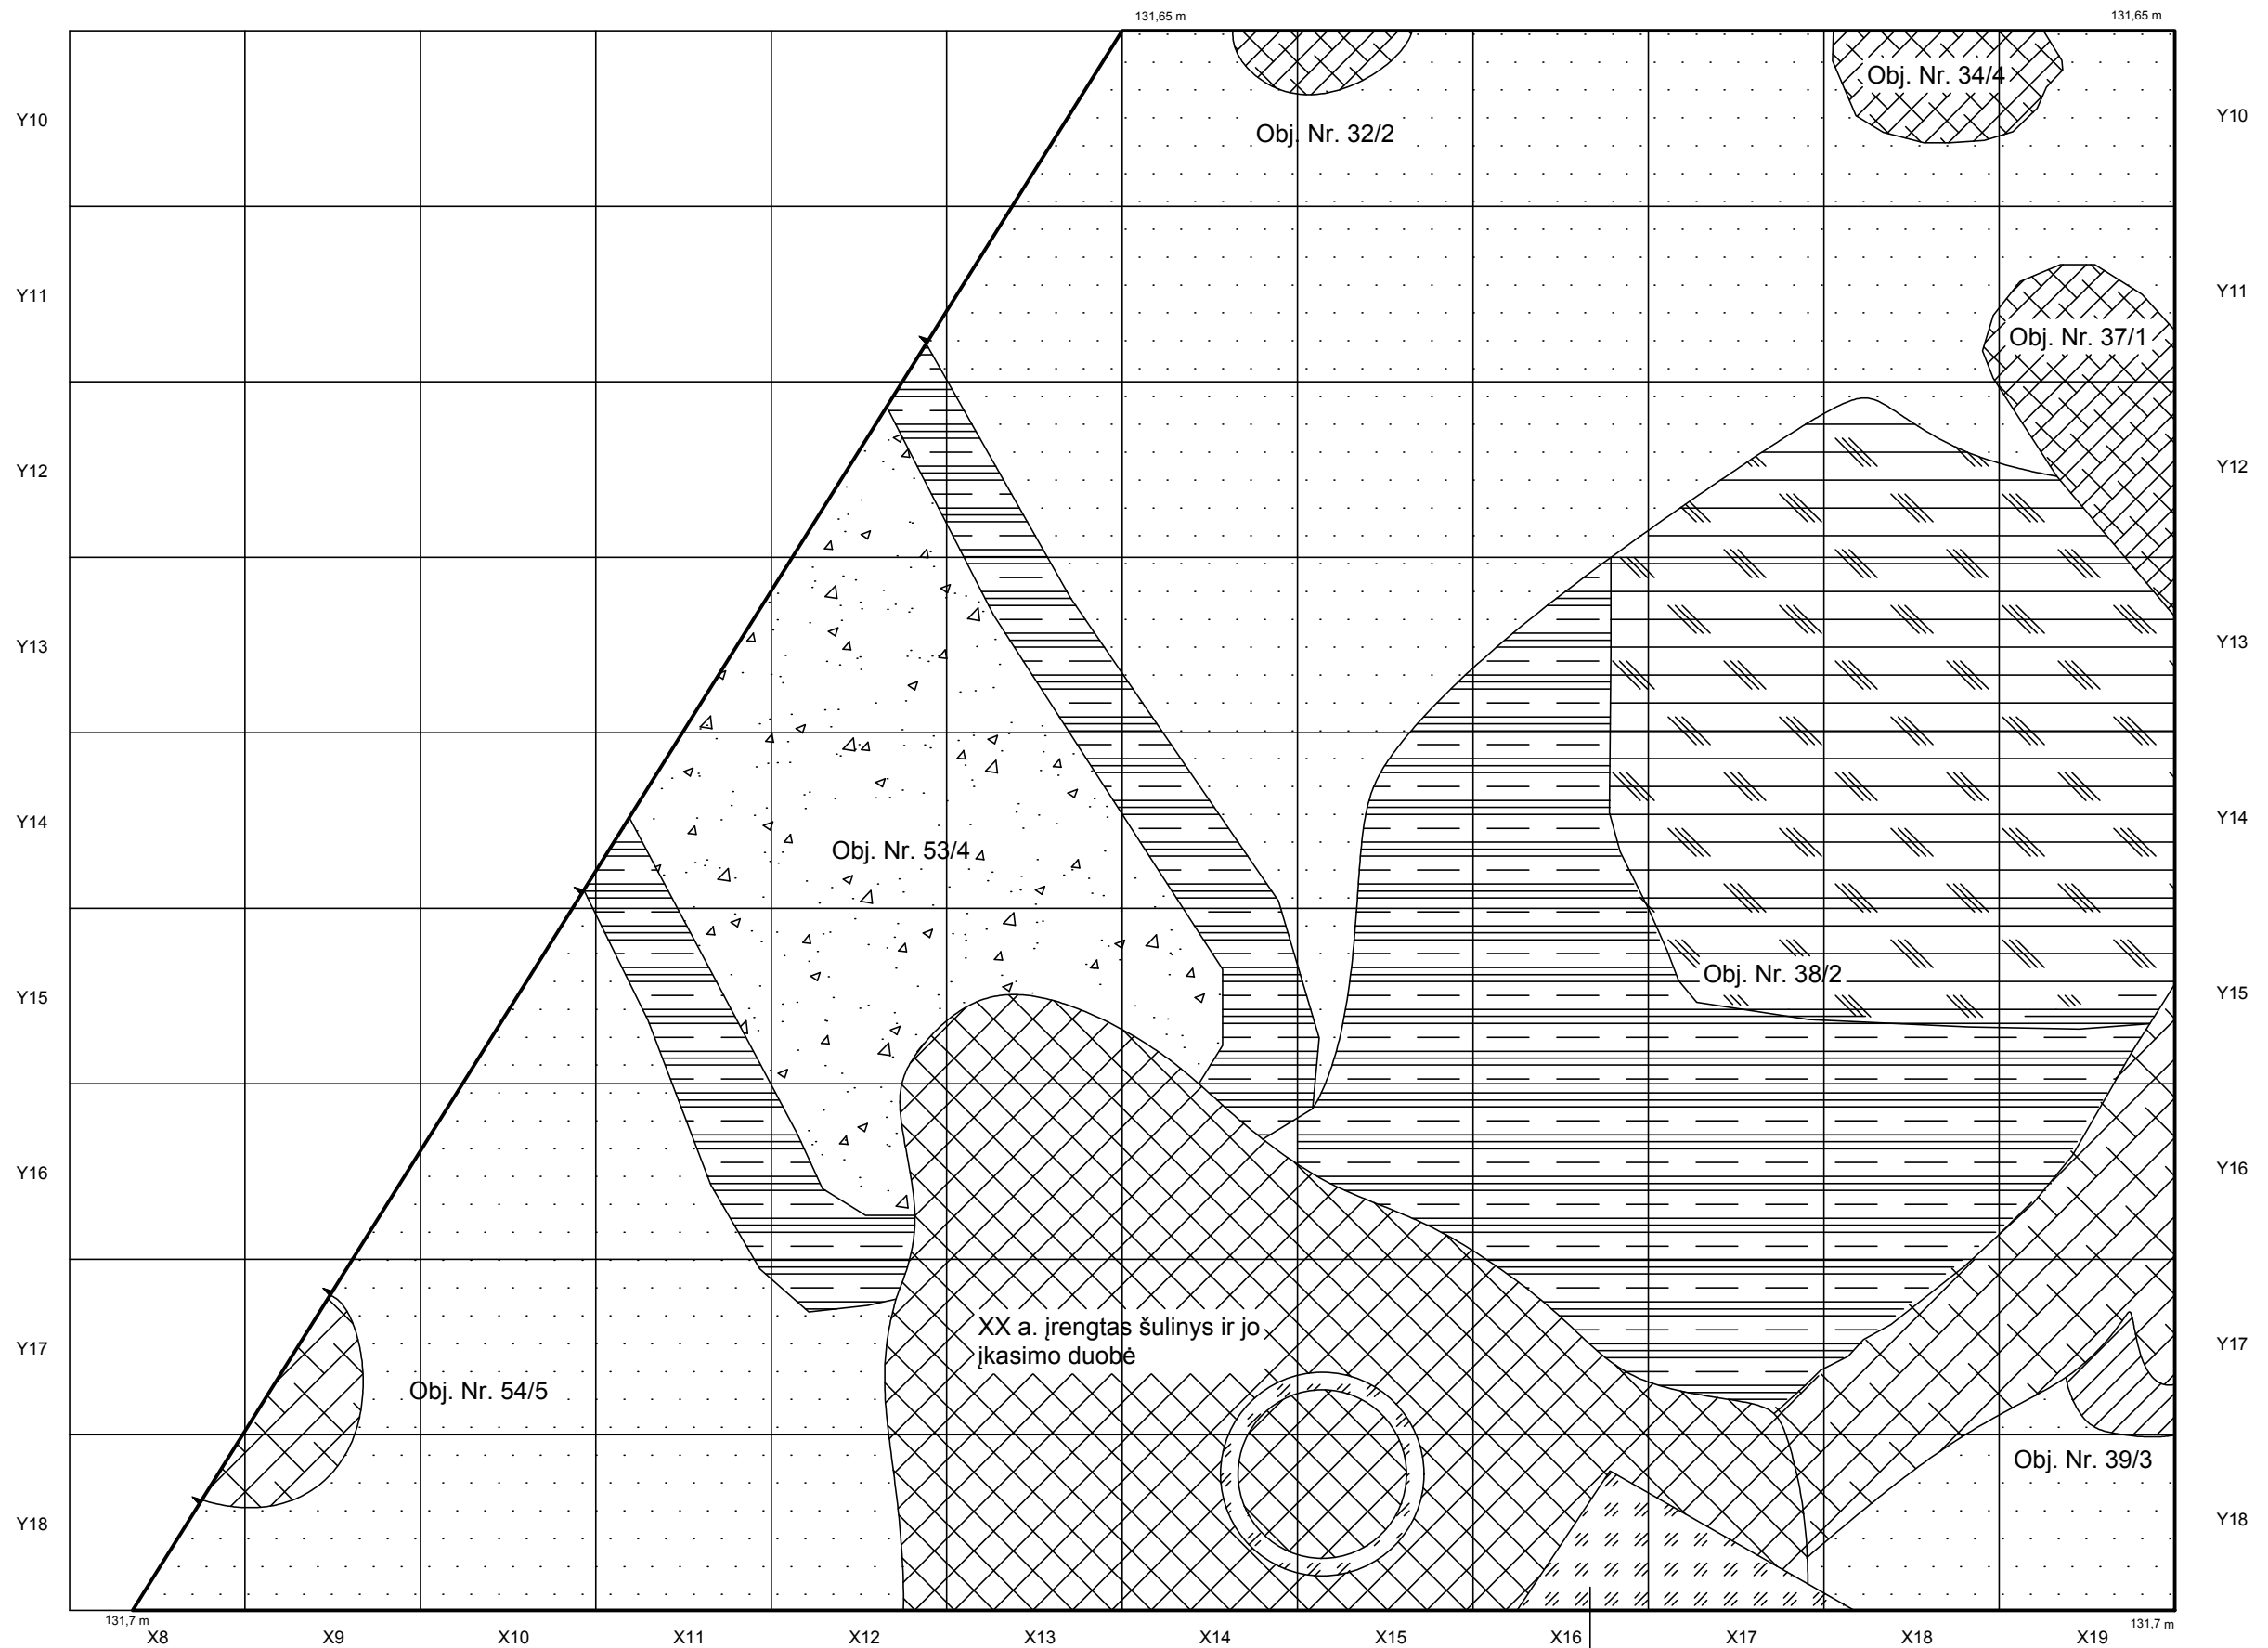 131,65 m
131,65 m
Obj. Nr. 34/4
Y10
Y10
Obj. Nr. 32/2
Y11
Y11
Obj. Nr. 37/1
Y12
Y12
Y13
Y13
Y14
Y14
Obj. Nr. 53/4
Obj. Nr. 38/2
Y15
Y15
Y16
Y16
XX a. įrengtas šulinys ir jo
įkasimo duobė
Y17
Y17
Obj. Nr. 54/5
Obj. Nr. 39/3
Y18
Y18
131,7 m
131,7 m
X8 X9 X10 X11 X12 X13 X14 X15 X16 X17 X18 X19